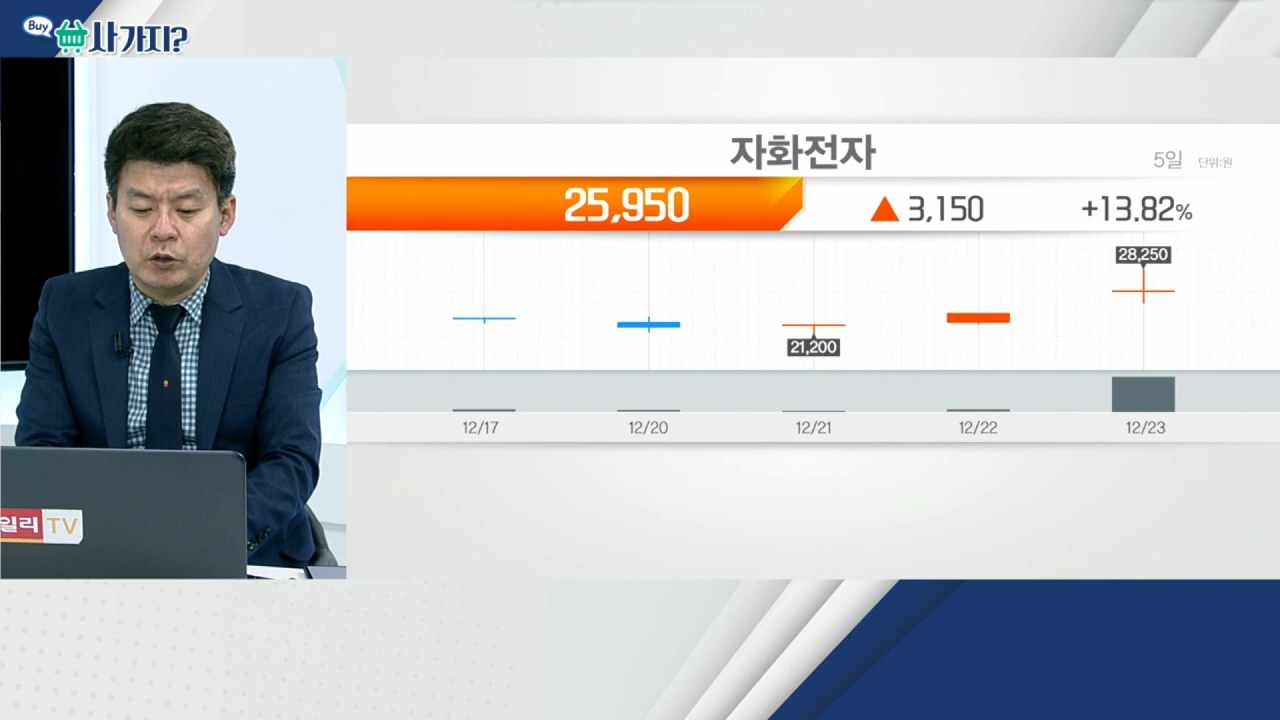 Buy
사 가지?
자화전자
5일 단위:원
25,950 ▲ 3,150 +13.82%
28,250
21,200
12/17 12/20 12/21 12/22 12/23
일리 TV